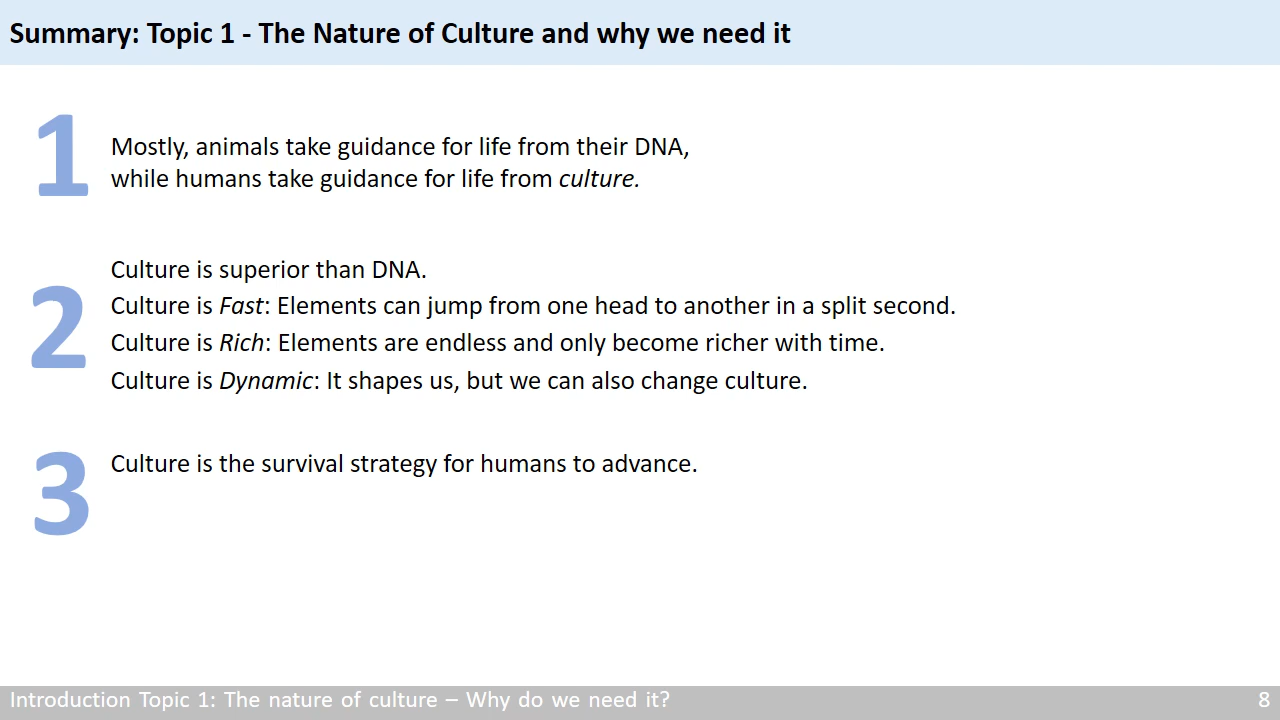 Summary: Topic 1 - The Nature of Culture and why we need it
1
Mostly, animals take guidance for life from their DNA,
while humans take guidance for life from culture.
2
Culture is superior than DNA.
Culture is Fast: Elements can jump from one head to another in a split second.
Culture is Rich: Elements are endless and only become richer with time.
Culture is Dynamic: It shapes us, but we can also change culture.
3
Culture is the survival strategy for humans to advance.
Introduction Topic 1: The nature of culture – Why do we need it?
8